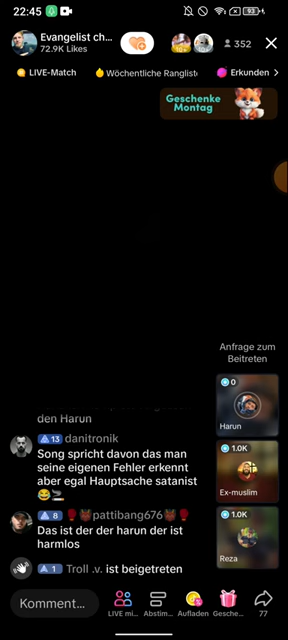 22:45
93
Evangelist ch...
72.9K Likes
352
LIVE-Match
Wöchentliche Rangliste
Erkunden
Geschenke
Montag
Anfrage zum
Beitreten
0
Harun
1.0K
Ex-muslim
1.0K
Reza
den Harun
13 danitronik
Song spricht davon das man
seine eigenen Fehler erkennt
aber egal Hauptsache satanist
8 pattibang676
Das ist der der harun der ist
harmlos
1 Troll .v. ist beigetreten
Komment...
LIVE mi...
Abstim...
Aufladen
Gesche...
77